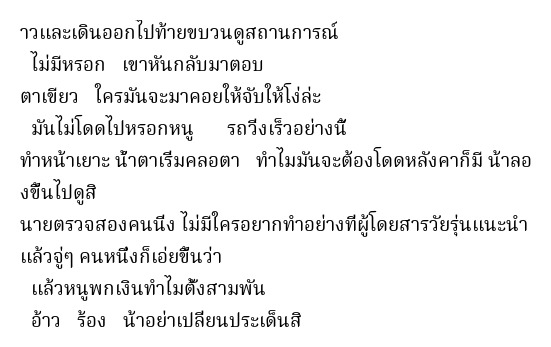 าวและเดินออกไปท้ายขบวนดูสถานการณ์
ไม่มีหรอก เขาหันกลับมาตอบ
ตาเขียว ใครมันจะมาคอยให้จับให้โง่ล่ะ
มันไม่โดดไปหรอกหนู รถวิ่งเร็วอย่างนี้
ทำหน้าเยาะ น้ำตาเริ่มคลอตา ทำไมมันจะต้องโดดหลังคาก็มี น้าลอ
งขึ้นไปดูสิ
นายตรวจสองคนนิ่ง ไม่มีใครอยากทำอย่างที่ผู้โดยสารวัยรุ่นแนะนำ
แล้วจู่ๆ คนหนึ่งก็เอ่ยขึ้นว่า
แล้วหนูพกเงินทำไมตั้งสามพัน
อ้าว ร้อง น้าอย่าเปลี่ยนประเด็นสิ